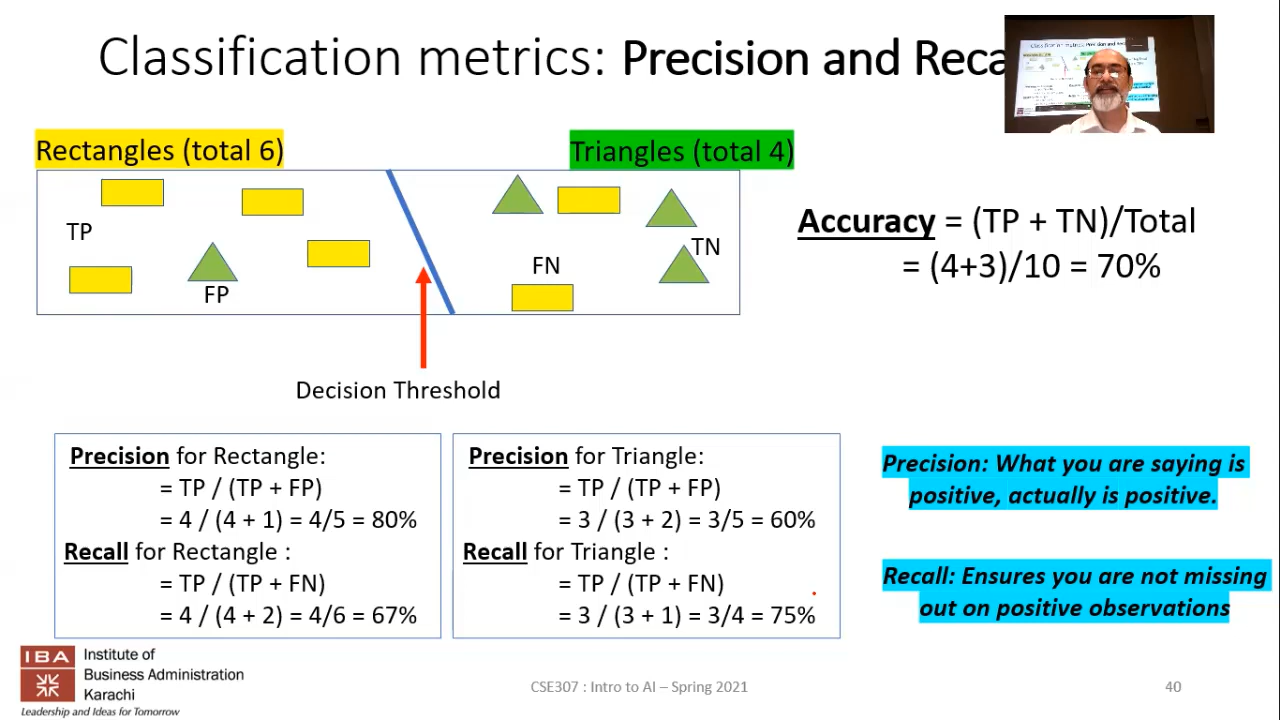 Classification metrics: Precision and Reca
Rectangles (total 6)
Triangles (total 4)
TP
FP
FN
TN
Decision Threshold
Accuracy = (TP + TN)/Total
= (4+3)/10 = 70%
Precision for Rectangle:
= TP / (TP + FP)
= 4 / (4 + 1) = 4/5 = 80%
Recall for Rectangle :
= TP / (TP + FN)
= 4 / (4 + 2) = 4/6 = 67%
Precision for Triangle:
= TP / (TP + FP)
= 3 / (3 + 2) = 3/5 = 60%
Recall for Triangle :
= TP / (TP + FN)
= 3 / (3 + 1) = 3/4 = 75%
Precision: What you are saying is
positive, actually is positive.
Recall: Ensures you are not missing
out on positive observations
IBA
Institute of
Business Administration
Karachi
Leadership and Ideas for Tomorrow
CSE307 : Intro to AI – Spring 2021
40